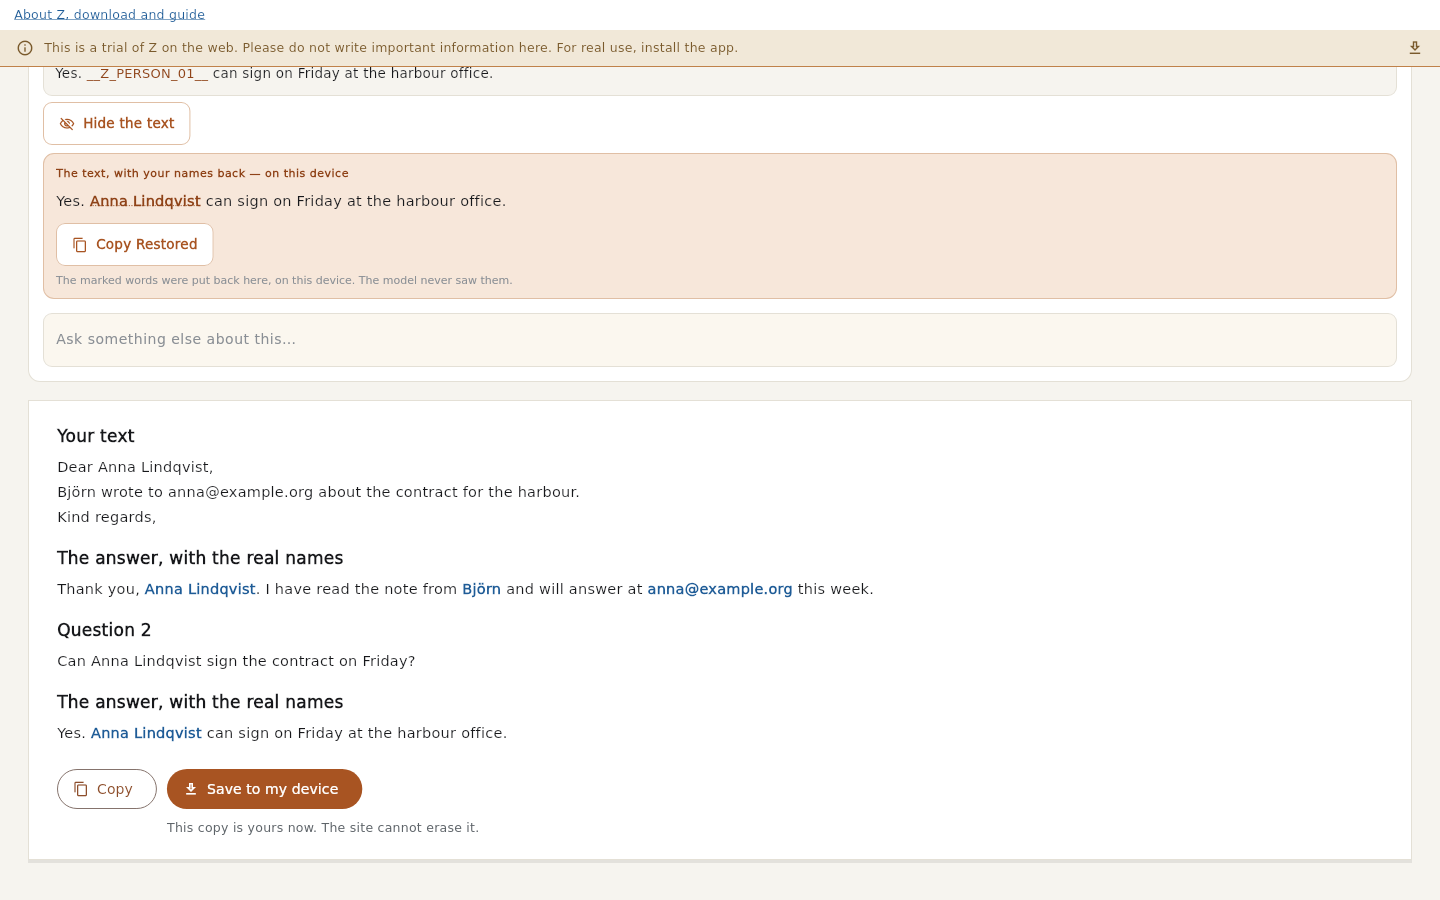 About Z, download and guide
This is a trial of Z on the web. Please do not write important information here. For real use, install the app.
Yes. __Z_PERSON_01__ can sign on Friday at the harbour office.
Hide the text
The text, with your names back — on this device
Yes. Anna Lindqvist can sign on Friday at the harbour office.
Copy Restored
The marked words were put back here, on this device. The model never saw them.
Ask something else about this...
Your text
Dear Anna Lindqvist,
Björn wrote to anna@example.org about the contract for the harbour.
Kind regards,
The answer, with the real names
Thank you, Anna Lindqvist. I have read the note from Björn and will answer at anna@example.org this week.
Question 2
Can Anna Lindqvist sign the contract on Friday?
The answer, with the real names
Yes. Anna Lindqvist can sign on Friday at the harbour office.
Copy
Save to my device
This copy is yours now. The site cannot erase it.